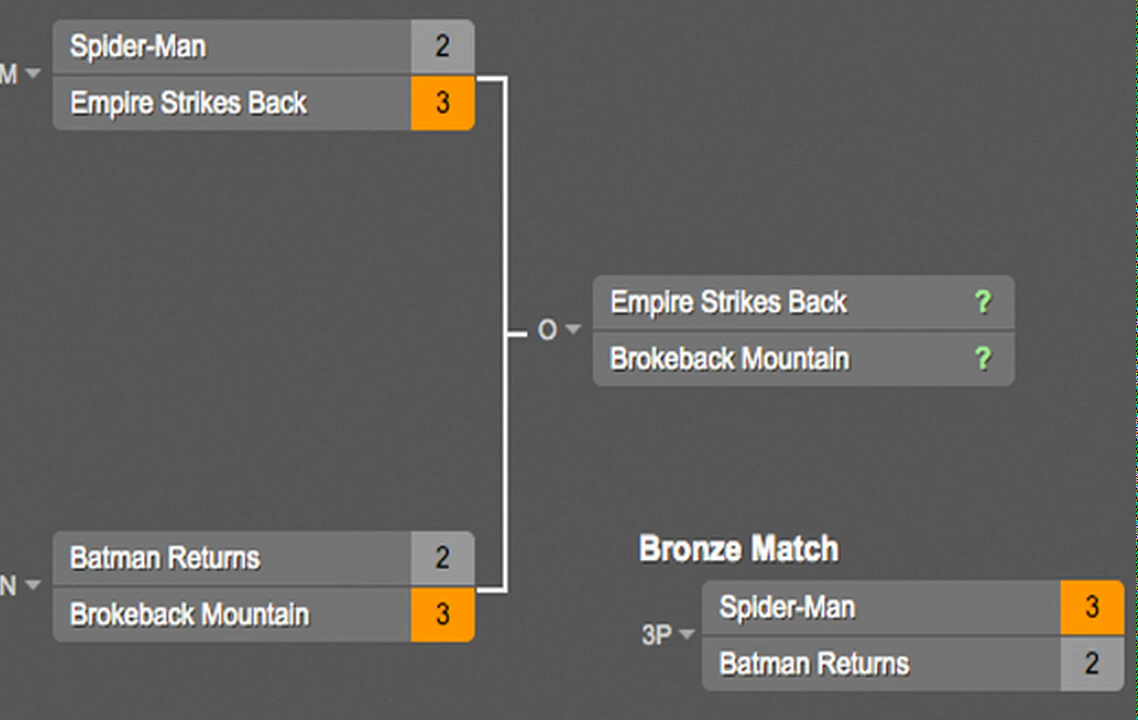 M
Spider-Man 2
Empire Strikes Back 3
O
Empire Strikes Back ?
Brokeback Mountain ?
N
Batman Returns 2
Brokeback Mountain 3
Bronze Match
3P
Spider-Man 3
Batman Returns 2